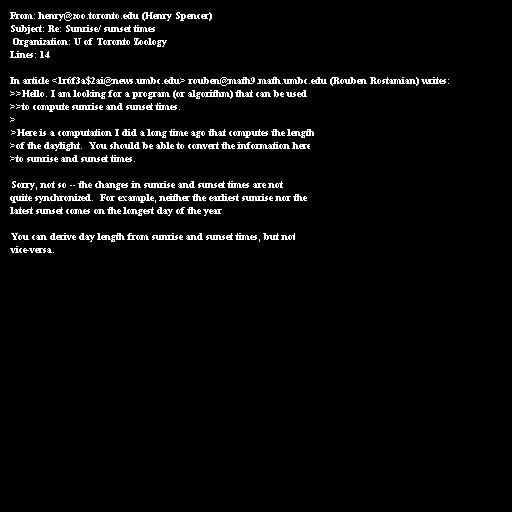 From: henry@zoo.toronto.edu (Henry Spencer)
Subject: Re: Sunrise/ sunset times
Organization: U of Toronto Zoology
Lines: 14

In article <1r6f3a$2ai@news.umbc.edu> rouben@math9.math.umbc.edu (Rouben Rostamian) writes:
>>Hello. I am looking for a program (or algorithm) that can be used
>>to compute sunrise and sunset times.
>
>Here is a computation I did a long time ago that computes the length
>of the daylight.  You should be able to convert the information here
>to sunrise and sunset times.

Sorry, not so -- the changes in sunrise and sunset times are not
quite synchronized.  For example, neither the earliest sunrise nor the
latest sunset comes on the longest day of the year

You can derive day length from sunrise and sunset times, but not
vice-versa.